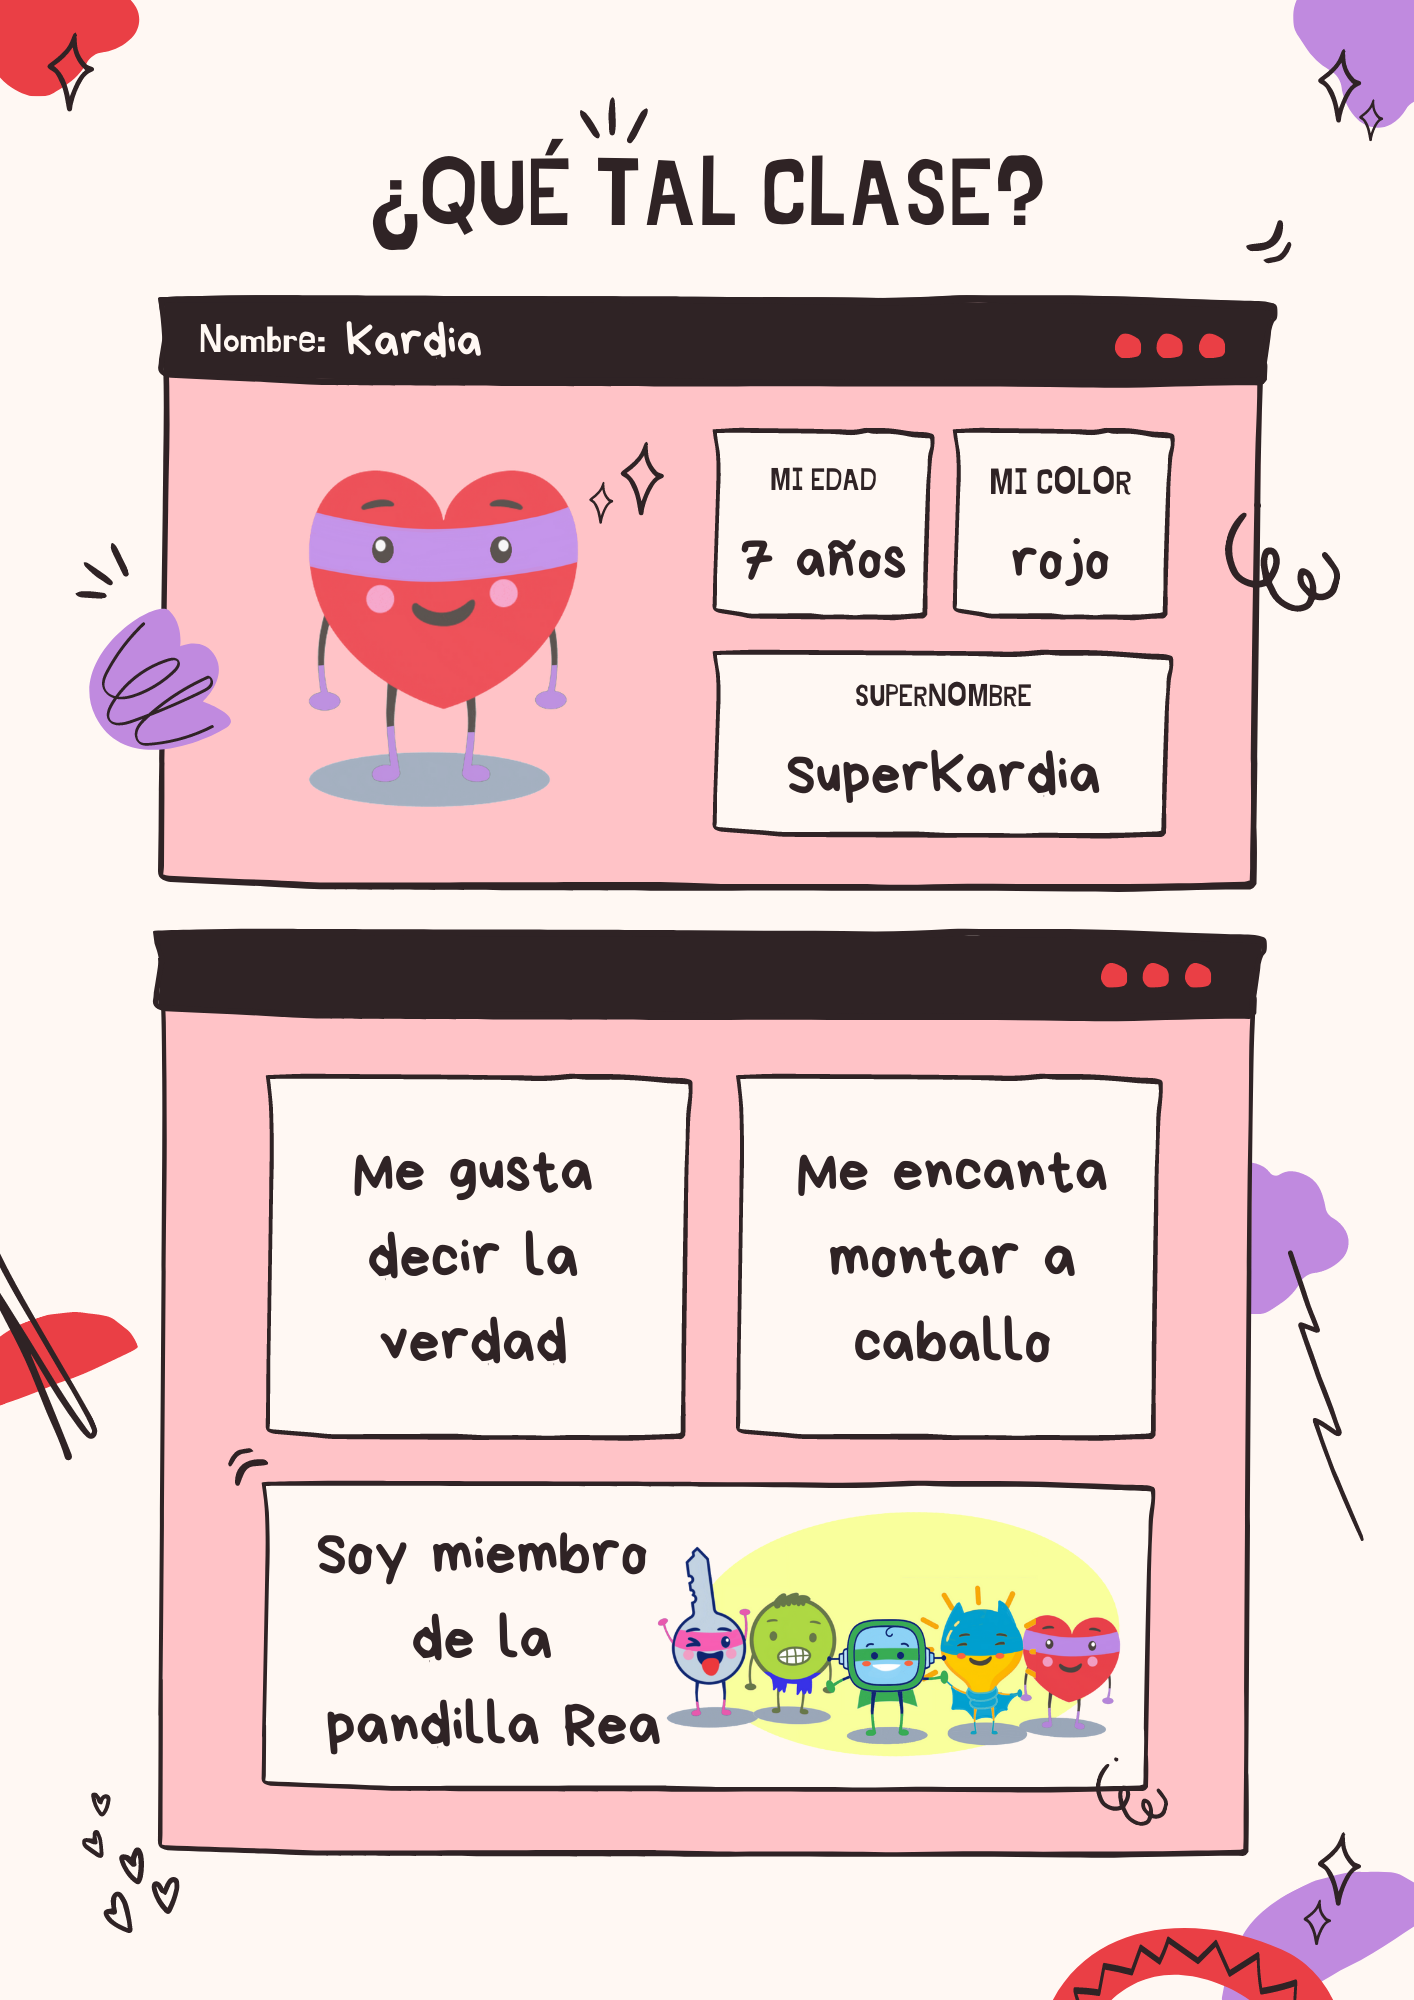 ¿QUÉ TAL CLASE?
Nombre: Kardia
MI EDAD
7 años
MI COLOR
rojo
SUPERNOMBRE
SuperKardia
Me gusta
decir la
verdad
Me encanta
montar a
caballo
Soy miembro
de la
pandilla Rea